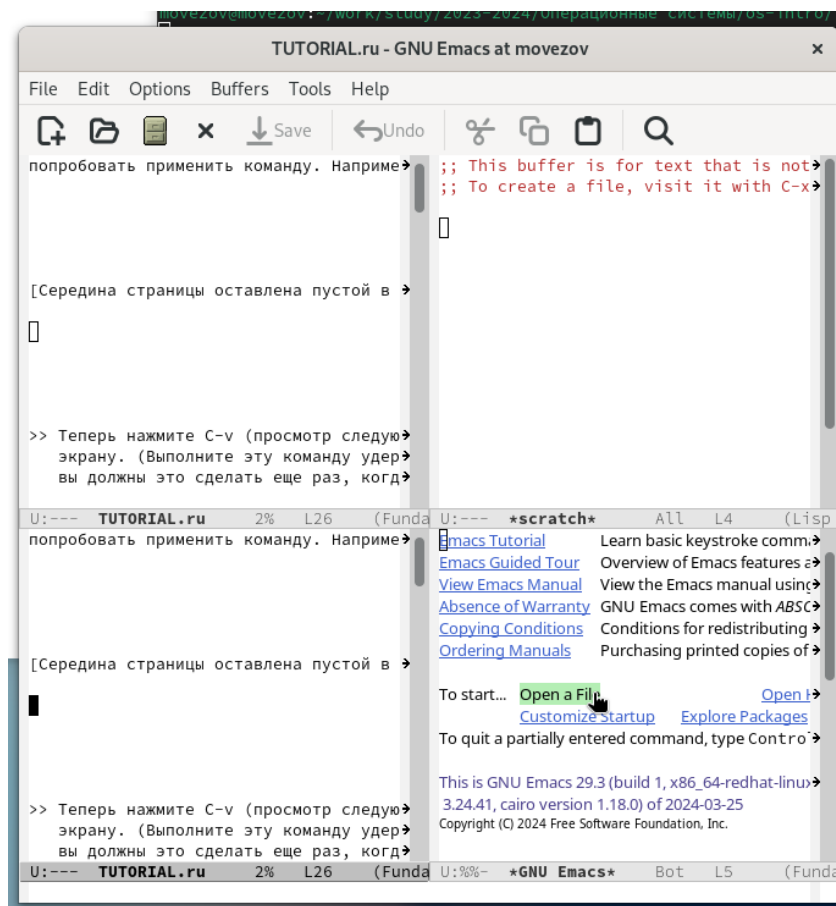 movezov@movezov:~/work/study/2023-2024/Операционные системы/os-intro/
TUTORIAL.ru - GNU Emacs at movezov
File Edit Options Buffers Tools Help
Save Undo
попробовать применить команду. Наприме
[Середина страницы оставлена пустой в
>> Теперь нажмите C-v (просмотр следую
экрану. (Выполните эту команду удер
вы должны это сделать еще раз, когд
U:--- TUTORIAL.ru 2% L26 (Funda
;; This buffer is for text that is not
;; To create a file, visit it with C-x
U:--- *scratch* All L4 (Lisp
попробовать применить команду. Наприме
[Середина страницы оставлена пустой в
>> Теперь нажмите C-v (просмотр следую
экрану. (Выполните эту команду удер
вы должны это сделать еще раз, когд
U:--- TUTORIAL.ru 2% L26 (Funda
Emacs Tutorial Learn basic keystroke comma
Emacs Guided Tour Overview of Emacs features a
View Emacs Manual View the Emacs manual using
Absence of Warranty GNU Emacs comes with ABSO
Copying Conditions Conditions for redistributing
Ordering Manuals Purchasing printed copies of
To start... Open a File Open H
Customize Startup Explore Packages
To quit a partially entered command, type Control
This is GNU Emacs 29.3 (build 1, x86_64-redhat-linux
3.24.41, cairo version 1.18.0) of 2024-03-25
Copyright (C) 2024 Free Software Foundation, Inc.
U:%%- *GNU Emacs* Bot L5 (Funda